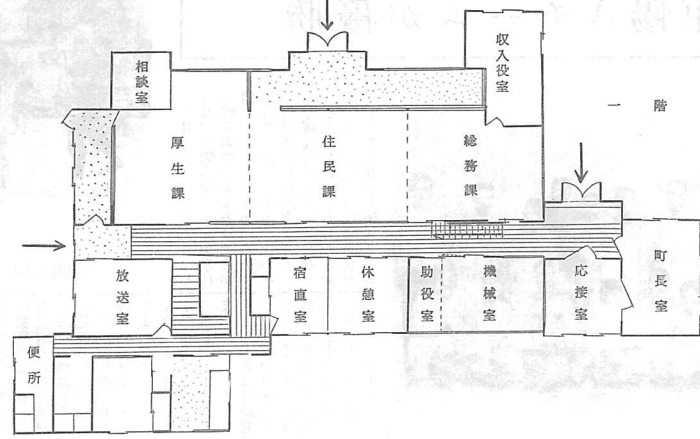 収入役室
相談室
一階
厚生課
住民課
総務課
町長室
放送室
宿直室
休憩室
助役室
機械室
応接室
便所